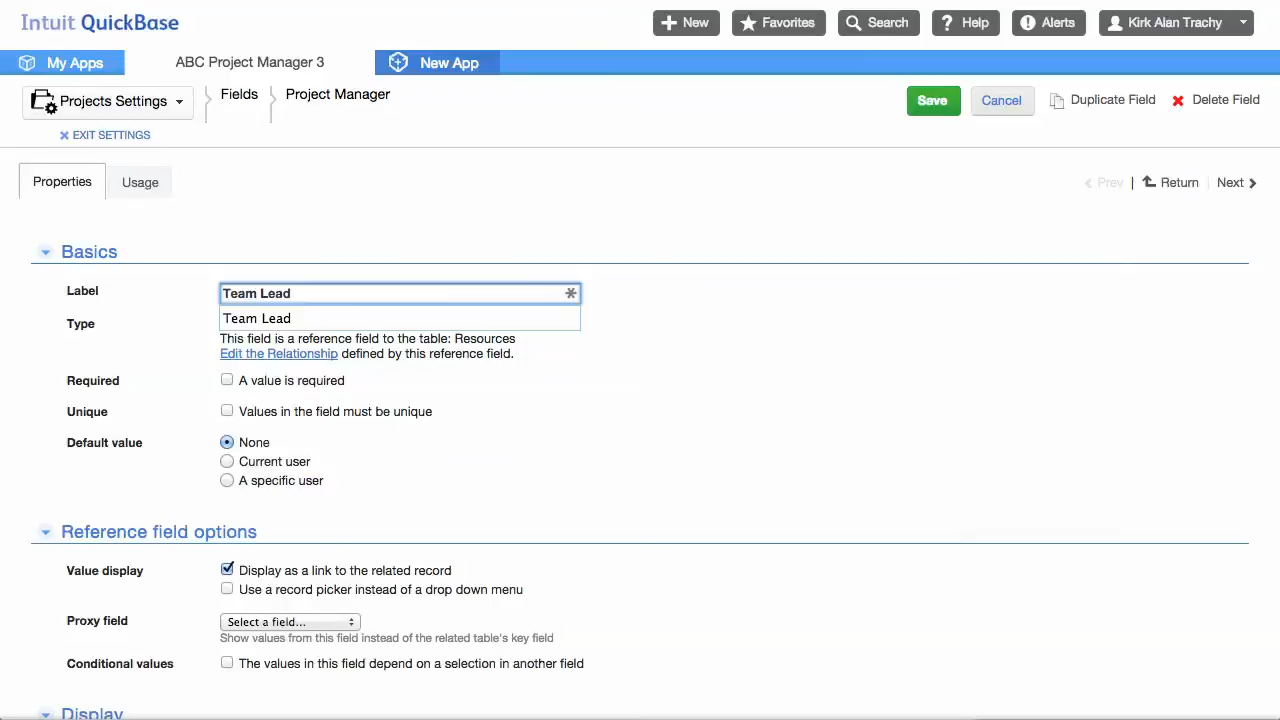 Intuit QuickBase
New
Favorites
Search
Help
Alerts
Kirk Alan Trachy
My Apps
ABC Project Manager 3
New App
Projects Settings
Fields
Project Manager
Save
Cancel
Duplicate Field
Delete Field
EXIT SETTINGS
Properties
Usage
Prev | Return
Next
Basics
Label
Team Lead
Team Lead
Type
This field is a reference field to the table: Resources
Edit the Relationship defined by this reference field.
Required
A value is required
Unique
Values in the field must be unique
Default value
None
Current user
A specific user
Reference field options
Value display
Display as a link to the related record
Use a record picker instead of a drop down menu
Proxy field
Select a field...
Show values from this field instead of the related table's key field
Conditional values
The values in this field depend on a selection in another field
Display